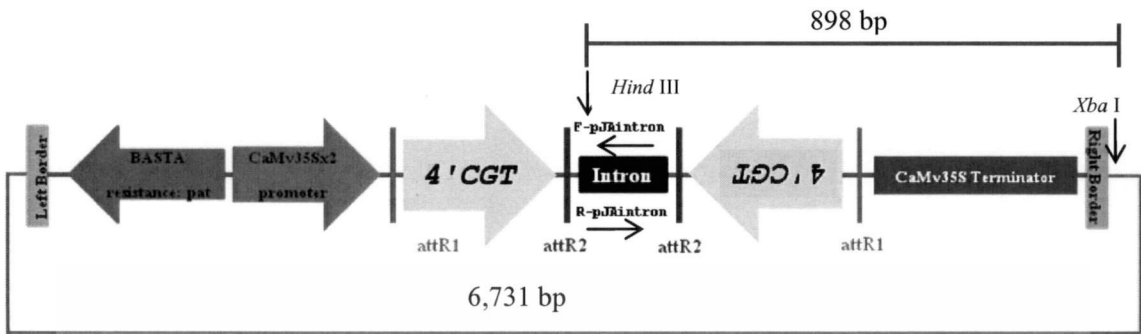 898 bp
Hind III
Xba I
F-pJAintron
Left Border
BASTA
resistance: pat
CaMv35Sx2
promoter
4'CGT
Intron
4'CGT
CaMv35S Terminator
Right Border
R-pJAintron
attR1
attR2
attR2
attR1
6,731 bp